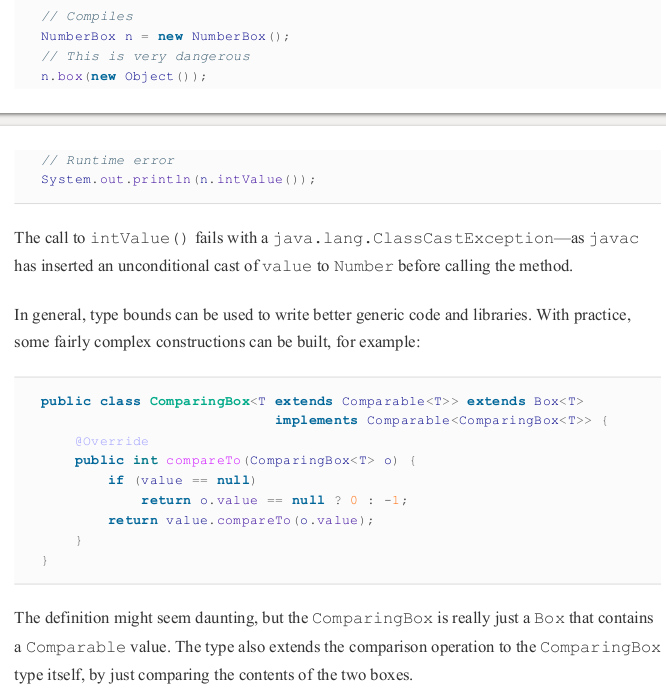 // Compiles
NumberBox n = new NumberBox();
// This is very dangerous
n.box(new Object());
// Runtime error
System.out.println(n.intValue());
The call to intValue() fails with a java.lang.ClassCastException—as javac
has inserted an unconditional cast of value to Number before calling the method.
In general, type bounds can be used to write better generic code and libraries. With practice,
some fairly complex constructions can be built, for example:
public class ComparingBox<T extends Comparable<T>> extends Box<T>
implements Comparable<ComparingBox<T>> {
@Override
public int compareTo(ComparingBox<T> o) {
if (value == null)
return o.value == null ? 0 : -1;
return value.compareTo(o.value);
}
}
The definition might seem daunting, but the ComparingBox is really just a Box that contains
a Comparable value. The type also extends the comparison operation to the ComparingBox
type itself, by just comparing the contents of the two boxes.